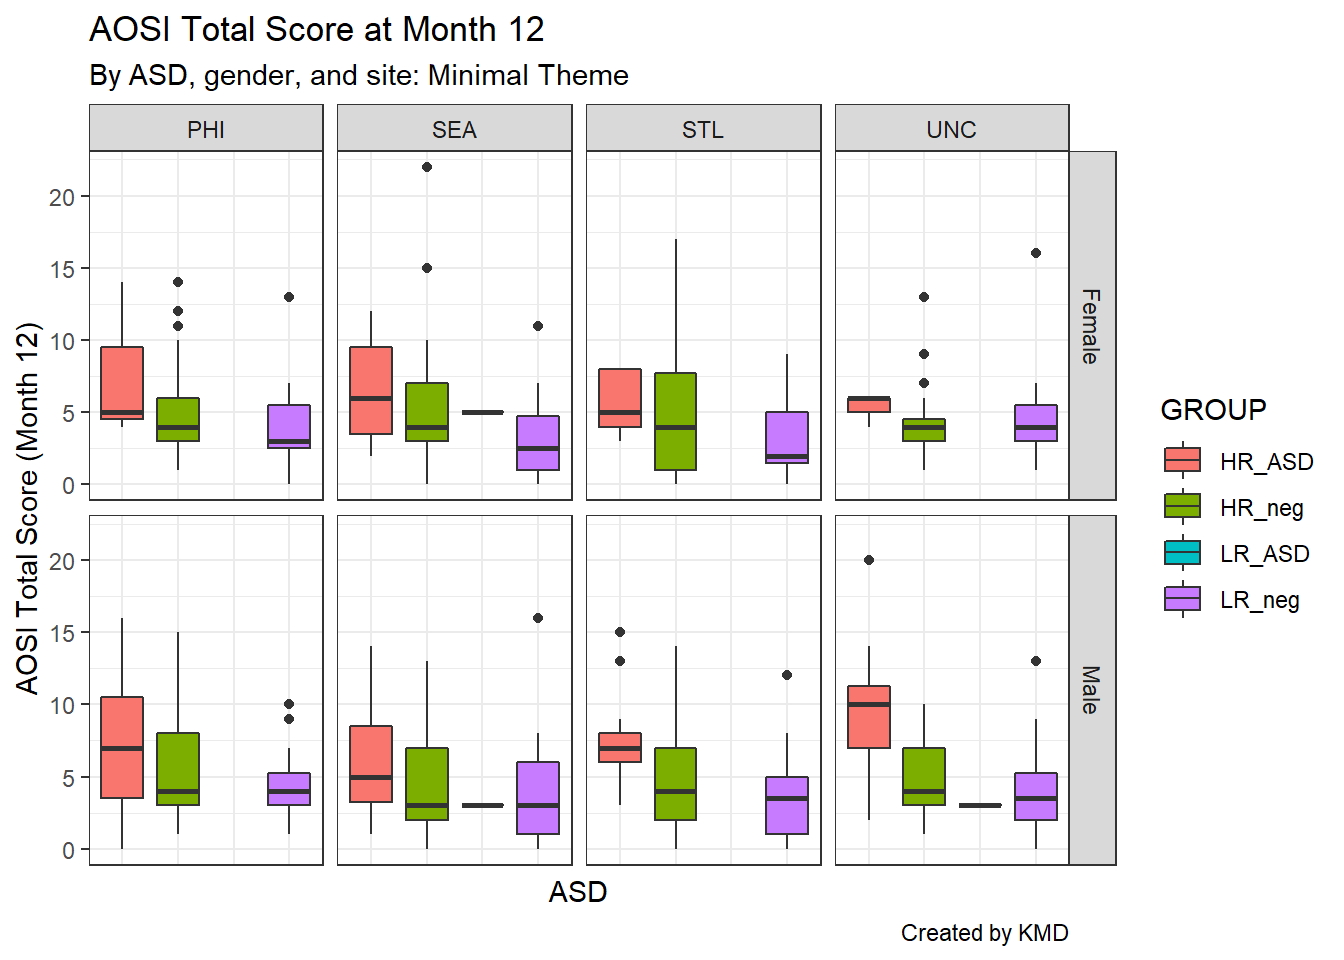 AOSI Total Score at Month 12
By ASD, gender, and site: Minimal Theme
PHI
SEA
STL
UNC
AOSI Total Score (Month 12)
20
15
10
5
0
Female
20
15
10
5
0
Male
ASD
GROUP
HR_ASD
HR_neg
LR_ASD
LR_neg
Created by KMD